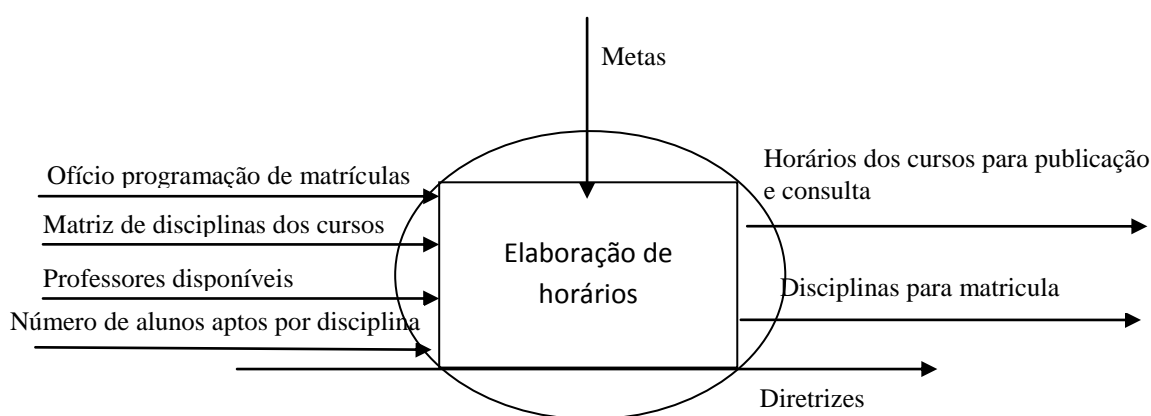 Metas
Ofício programação de matrículas
Matriz de disciplinas dos cursos
Professores disponíveis
Número de alunos aptos por disciplina
Elaboração de
horários
Horários dos cursos para publicação
e consulta
Disciplinas para matricula
Diretrizes